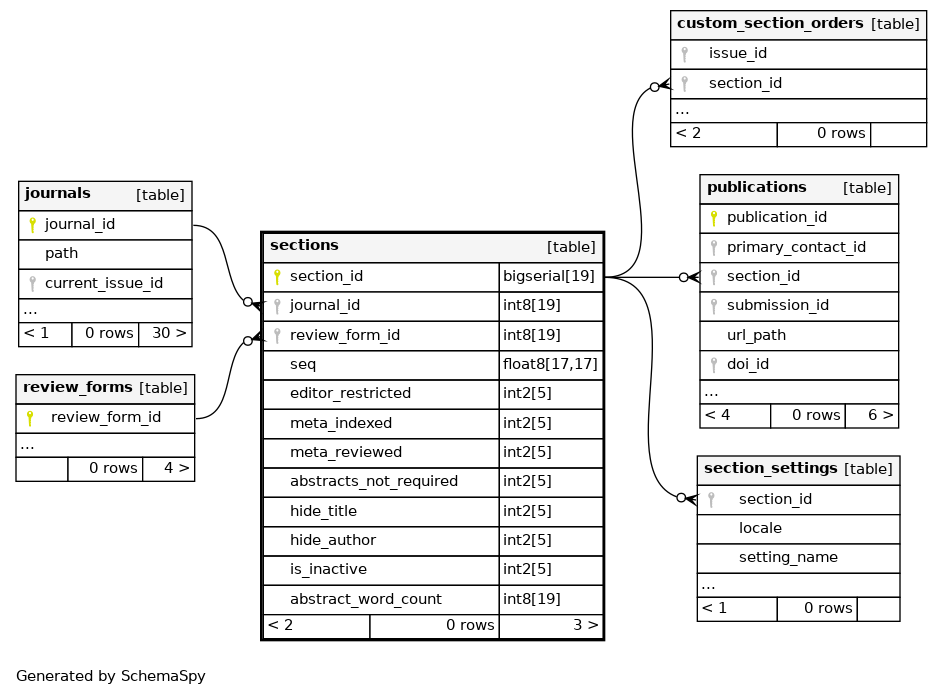 custom_section_orders [table]
issue_id
section_id
...
< 2 0 rows
journals [table]
journal_id
path
current_issue_id
...
< 1 0 rows 30 >
review_forms [table]
review_form_id
...
0 rows 4 >
sections [table]
section_id bigserial[19]
journal_id int8[19]
review_form_id int8[19]
seq float8[17,17]
editor_restricted int2[5]
meta_indexed int2[5]
meta_reviewed int2[5]
abstracts_not_required int2[5]
hide_title int2[5]
hide_author int2[5]
is_inactive int2[5]
abstract_word_count int8[19]
< 2 0 rows 3 >
publications [table]
publication_id
primary_contact_id
section_id
submission_id
url_path
doi_id
...
< 4 0 rows 6 >
section_settings [table]
section_id
locale
setting_name
...
< 1 0 rows
Generated by SchemaSpy